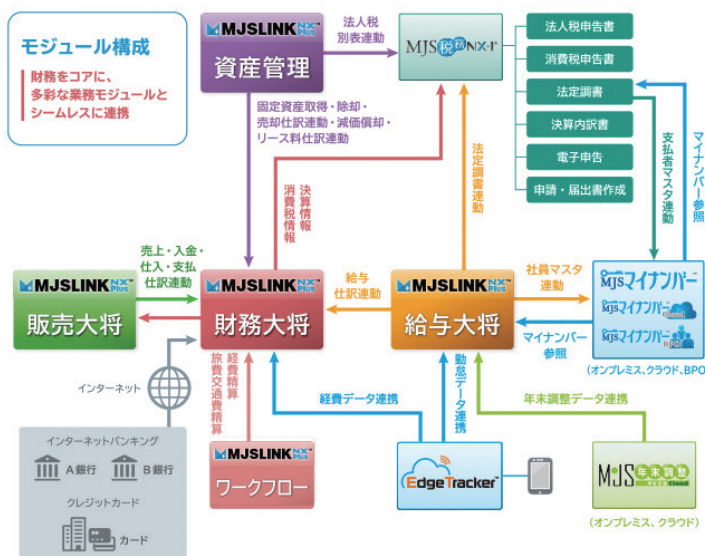 モジュール構成
財務をコアに、
多彩な業務モジュールと
シームレスに連携
MJSLINK NX Plus™
資産管理
法人税
別表連動
MJS税務NX-I™
法人税申告書
消費税申告書
法定調書
決算内訳書
電子申告
申請・届出書作成
固定資産取得・除却・
売却仕訳連動・減価償却・
リース料仕訳連動
決算情報
消費税情報
法定調書連動
支払者マスタ連動
マイナンバー参照
売上・入金・
仕入・支払
仕訳連動
MJSLINK NX Plus™
販売大将
MJSLINK NX Plus™
財務大将
給与
仕訳連動
MJSLINK NX Plus™
給与大将
社員マスタ
連動
マイナンバー
参照
MJSマイナンバー™
MJSマイナンバー Cloud
MJSマイナンバー BPO
(オンプレミス、クラウド、BPO)
インターネット
経費精算
旅費交通費精算
経費データ連携
勤怠データ連携
年末調整データ連携
インターネットバンキング
A銀行
B銀行
クレジットカード
カード
MJSLINK NX Plus™
ワークフロー
Edge Tracker™
MJS年末調整 Cloud
(オンプレミス、クラウド)